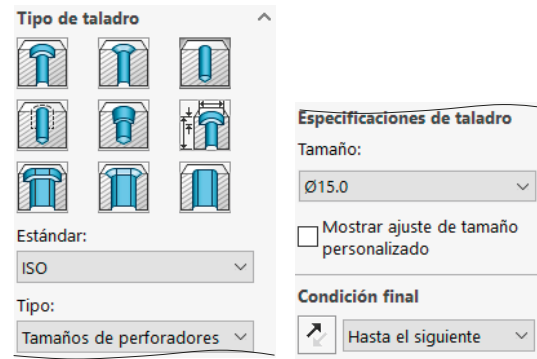 Tipo de taladro
Estándar:
ISO
Tipo:
Tamaños de perforadores
Especificaciones de taladro
Tamaño:
Ø15.0
Mostrar ajuste de tamaño
personalizado
Condición final
Hasta el siguiente